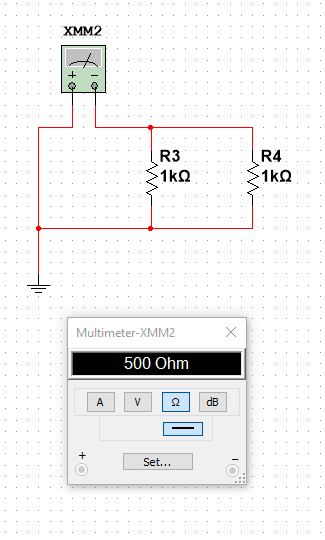 XMM2
+ −
R3
1kΩ
R4
1kΩ
Multimeter-XMM2
500 Ohm
A V Ω dB
+ −
Set...